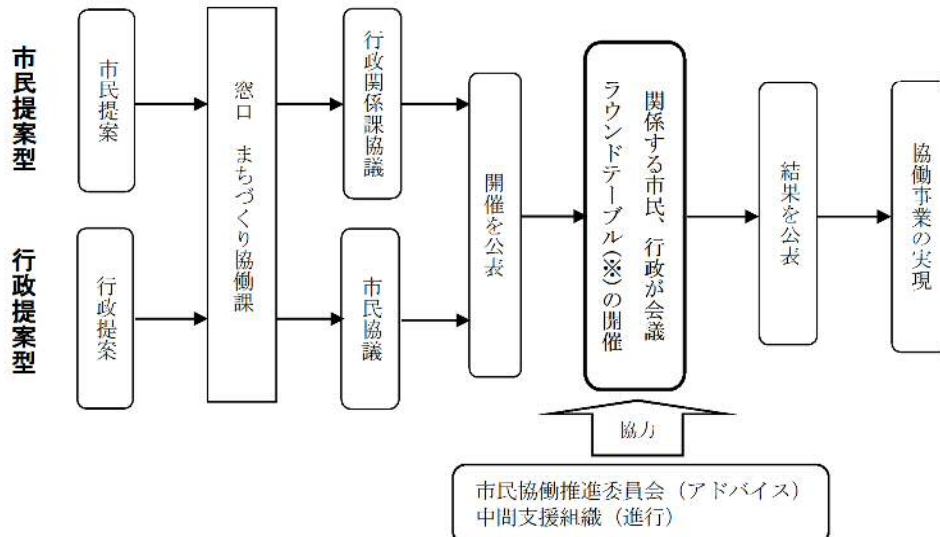 市民提案型
市民提案
行政提案型
行政提案
窓口 まちづくり協働課
行政関係課協議
市民協議
開催を公表
関係する市民、行政が会議
ラウンドテーブル(※)の開催
結果を公表
協働事業の実現
協力
市民協働推進委員会（アドバイス）
中間支援組織（進行）